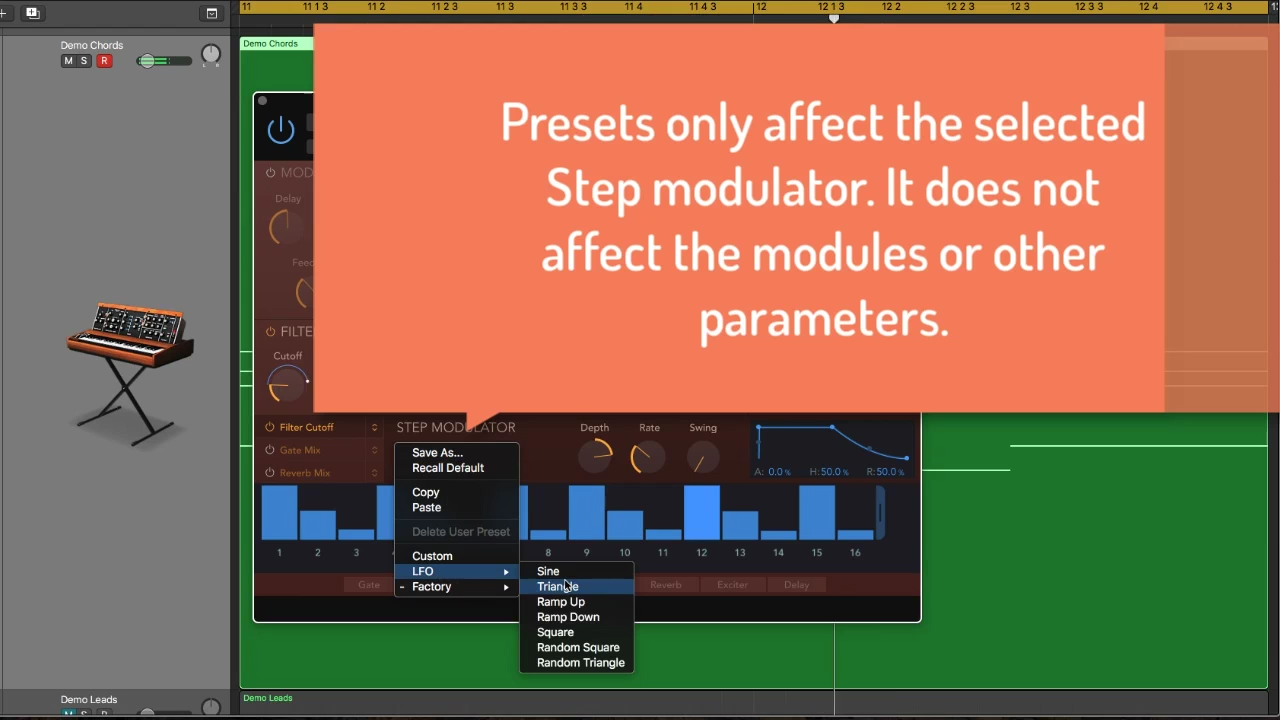 11 11 1 3 11 2 11 2 3 11 3 11 3 3 11 4 11 4 3 12 12 1 3 12 2 12 2 3 12 3 12 3 3 12 4 12 4 3
Demo Chords
M S R
L R
Demo Chords
Presets only affect the selected
Step modulator. It does not
affect the modules or other
parameters.
MOD
Delay
FILTE
Cutoff
Filter Cutoff
Gate Mix
Reverb Mix
STEP MODULATOR
Depth Rate Swing
A: 0.0 % H: 50.0 % R: 50.0 %
Save As...
Recall Default
Copy
Paste
Delete User Preset
Custom
LFO
Factory
1 2 3 8 9 10 11 12 13 14 15 16
Sine
Triangle
Ramp Up
Ramp Down
Square
Random Square
Random Triangle
Gate Reverb Exciter Delay
Demo Leads
M S R
Demo Leads